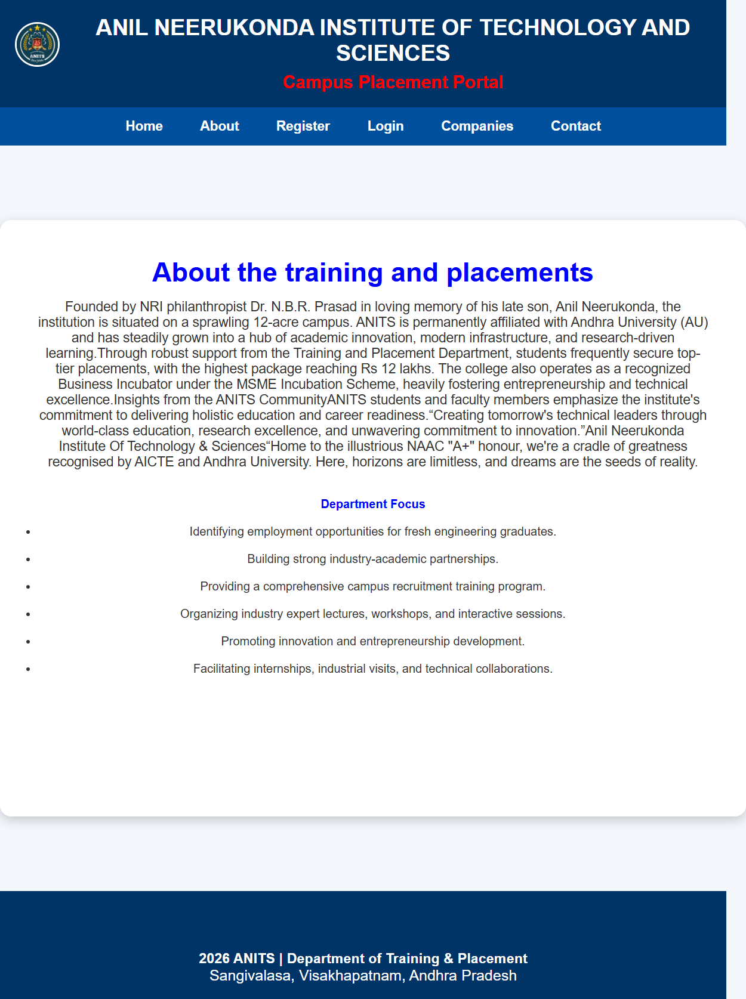 25
ANITS
ANIL NEERUKONDA INSTITUTE OF TECHNOLOGY AND
SCIENCES
Campus Placement Portal
Home About Register Login Companies Contact
About the training and placements
Founded by NRI philanthropist Dr. N.B.R. Prasad in loving memory of his late son, Anil Neerukonda, the
institution is situated on a sprawling 12-acre campus. ANITS is permanently affiliated with Andhra University (AU)
and has steadily grown into a hub of academic innovation, modern infrastructure, and research-driven
learning.Through robust support from the Training and Placement Department, students frequently secure top-
tier placements, with the highest package reaching Rs 12 lakhs. The college also operates as a recognized
Business Incubator under the MSME Incubation Scheme, heavily fostering entrepreneurship and technical
excellence.Insights from the ANITS CommunityANITS students and faculty members emphasize the institute's
commitment to delivering holistic education and career readiness.“Creating tomorrow's technical leaders through
world-class education, research excellence, and unwavering commitment to innovation.”Anil Neerukonda
Institute Of Technology & Sciences“Home to the illustrious NAAC "A+" honour, we're a cradle of greatness
recognised by AICTE and Andhra University. Here, horizons are limitless, and dreams are the seeds of reality.
Department Focus
• Identifying employment opportunities for fresh engineering graduates.
• Building strong industry-academic partnerships.
• Providing a comprehensive campus recruitment training program.
• Organizing industry expert lectures, workshops, and interactive sessions.
• Promoting innovation and entrepreneurship development.
• Facilitating internships, industrial visits, and technical collaborations.
2026 ANITS | Department of Training & Placement
Sangivalasa, Visakhapatnam, Andhra Pradesh